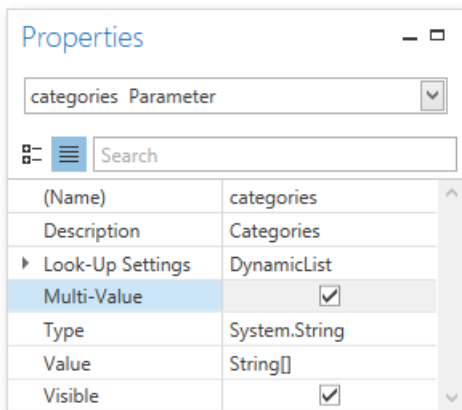 Properties
categories Parameter
Search
(Name) categories
Description Categories
Look-Up Settings DynamicList
Multi-Value
Type System.String
Value String[]
Visible